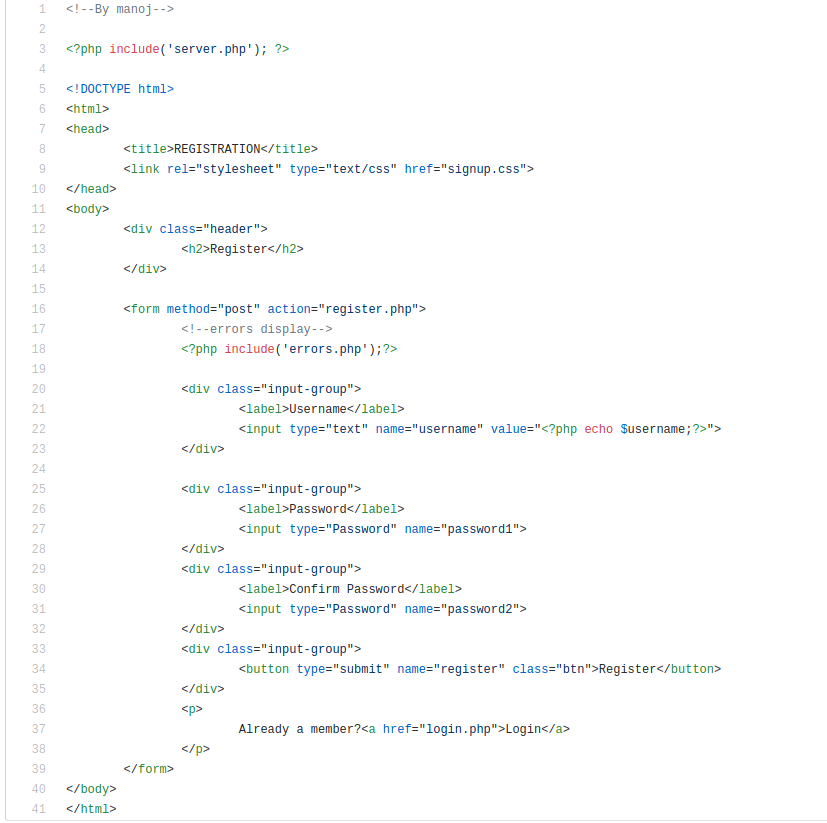 1 <!--By manoj-->
2
3 <?php include('server.php'); ?>
4
5 <!DOCTYPE html>
6 <html>
7 <head>
8 <title>REGISTRATION</title>
9 <link rel="stylesheet" type="text/css" href="signup.css">
10 </head>
11 <body>
12 <div class="header">
13 <h2>Register</h2>
14 </div>
15
16 <form method="post" action="register.php">
17 <!--errors display-->
18 <?php include('errors.php');?>
19
20 <div class="input-group">
21 <label>Username</label>
22 <input type="text" name="username" value="<?php echo $username;?>">
23 </div>
24
25 <div class="input-group">
26 <label>Password</label>
27 <input type="Password" name="password1">
28 </div>
29 <div class="input-group">
30 <label>Confirm Password</label>
31 <input type="Password" name="password2">
32 </div>
33 <div class="input-group">
34 <button type="submit" name="register" class="btn">Register</button>
35 </div>
36 <p>
37 Already a member?<a href="login.php">Login</a>
38 </p>
39 </form>
40 </body>
41 </html>